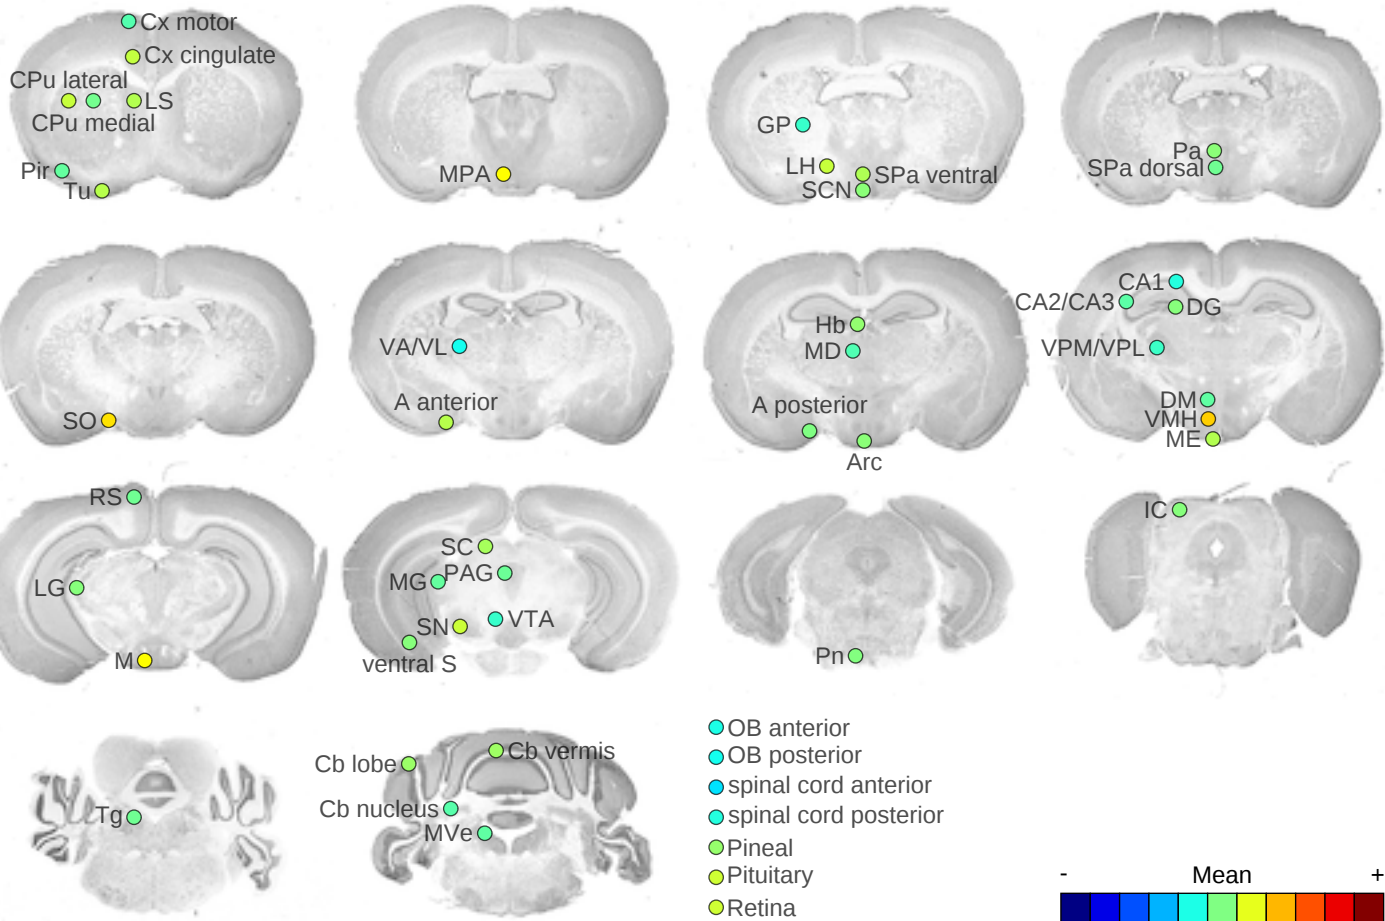 Cx motor
Cx cingulate
CPu lateral
LS
CPu medial
Pir
Tu
MPA
GP
LH
SPa ventral
SCN
Pa
SPa dorsal
SO
VA/VL
A anterior
Hb
MD
A posterior
Arc
CA1
CA2/CA3
DG
VPM/VPL
DM
VMH
ME
RS
LG
M
SC
MG
PAG
SN
VTA
ventral S
Pn
IC
Tg
Cb lobe
Cb vermis
Cb nucleus
MVe
OB anterior
OB posterior
spinal cord anterior
spinal cord posterior
Pineal
Pituitary
Retina
- Mean +